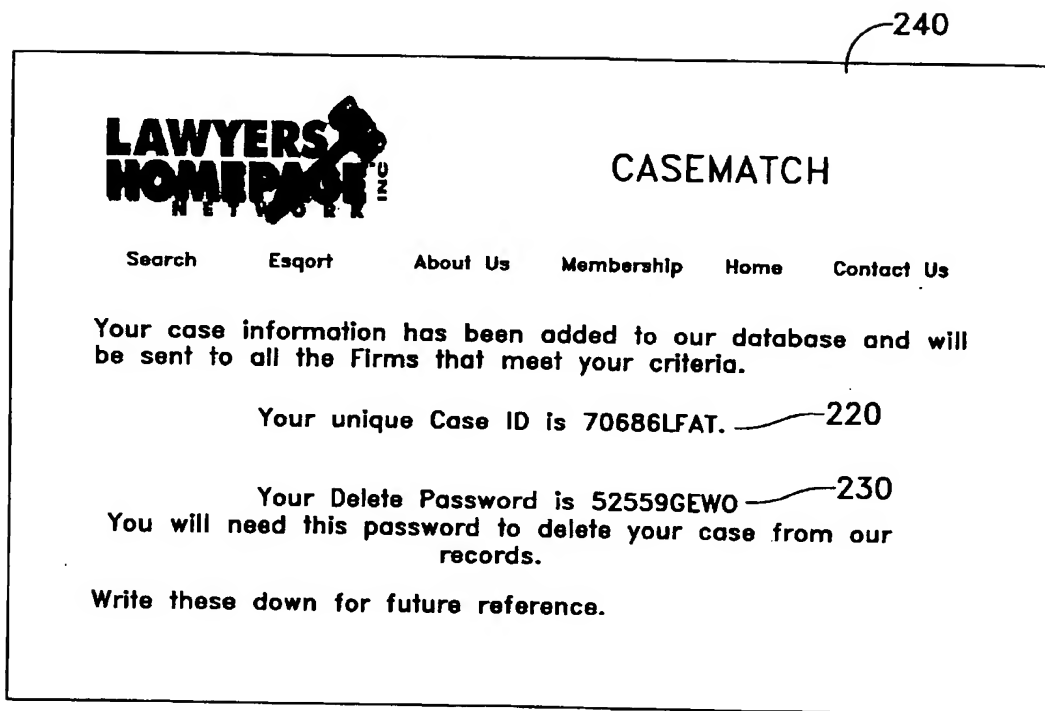 240
LAWYERS
HOMEPAGE INC
NETWORK
CASEMATCH
Search Esqort About Us Membership Home Contact Us
Your case information has been added to our database and will
be sent to all the Firms that meet your criteria.
Your unique Case ID is 70686LFAT. 220
Your Delete Password is 52559GEWO 230
You will need this password to delete your case from our
records.
Write these down for future reference.